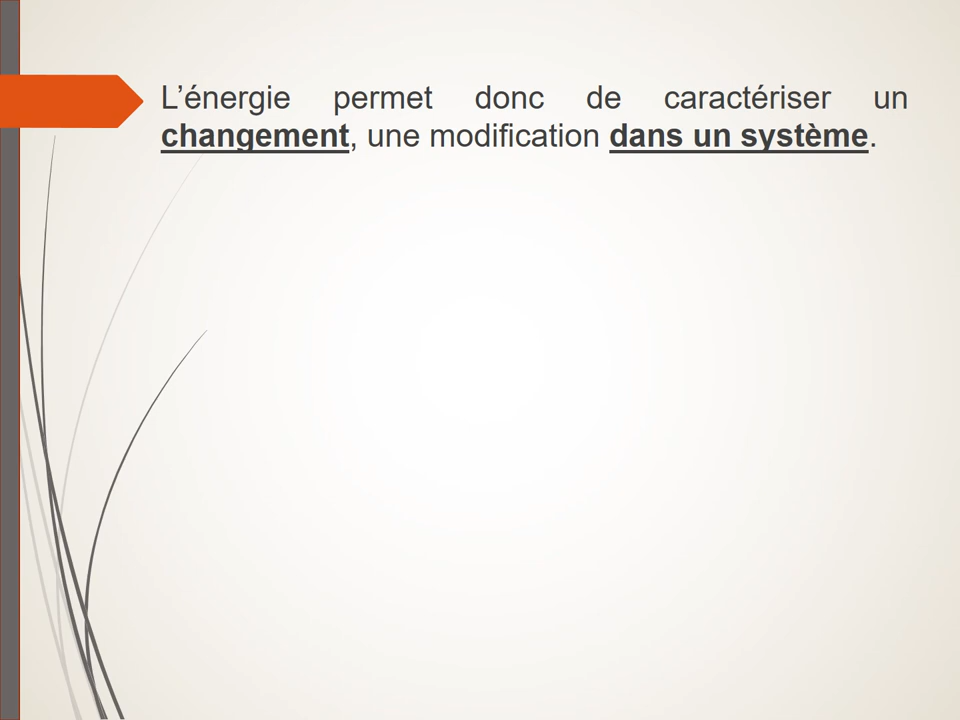 L’énergie permet donc de caractériser un
changement, une modification dans un système.